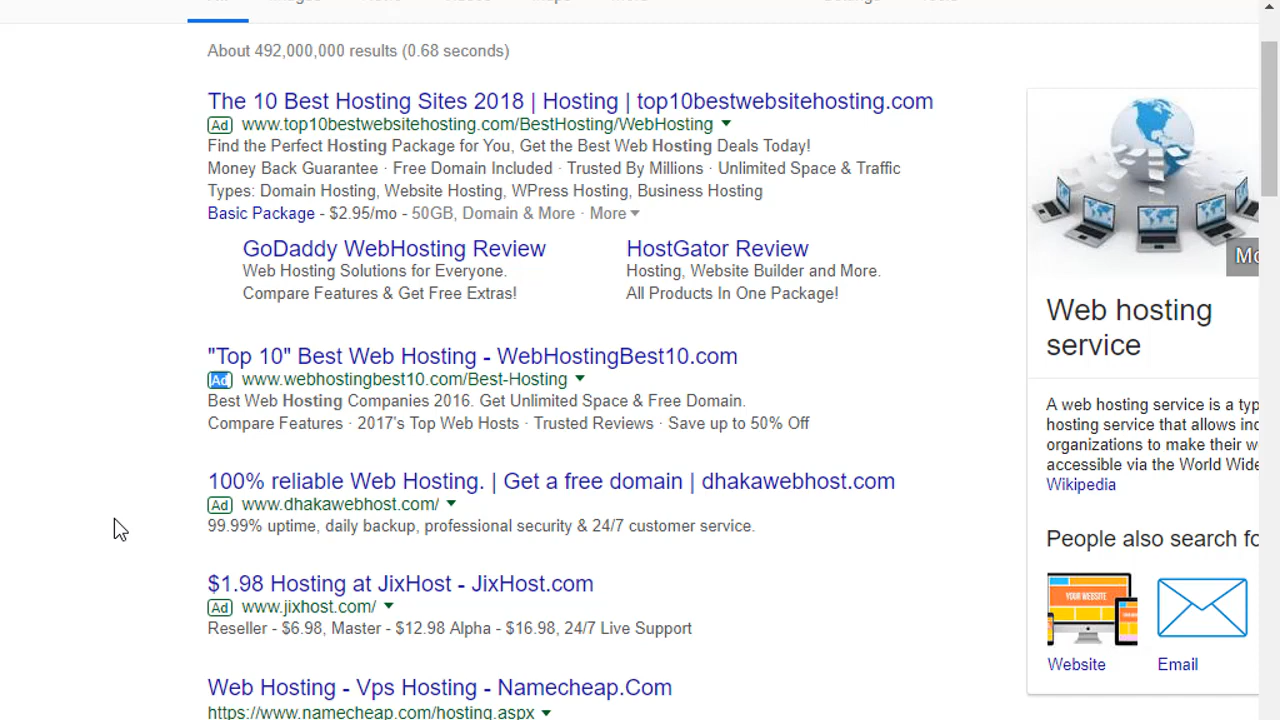 About 492,000,000 results (0.68 seconds)
The 10 Best Hosting Sites 2018 | Hosting | top10bestwebsitehosting.com
Ad www.top10bestwebsitehosting.com/BestHosting/WebHosting
Find the Perfect Hosting Package for You, Get the Best Web Hosting Deals Today!
Money Back Guarantee · Free Domain Included · Trusted By Millions · Unlimited Space & Traffic
Types: Domain Hosting, Website Hosting, WPress Hosting, Business Hosting
Basic Package - $2.95/mo - 50GB, Domain & More · More
GoDaddy WebHosting Review
Web Hosting Solutions for Everyone.
Compare Features & Get Free Extras!
HostGator Review
Hosting, Website Builder and More.
All Products In One Package!
"Top 10" Best Web Hosting - WebHostingBest10.com
Ad www.webhostingbest10.com/Best-Hosting
Best Web Hosting Companies 2016. Get Unlimited Space & Free Domain.
Compare Features · 2017's Top Web Hosts · Trusted Reviews · Save up to 50% Off
100% reliable Web Hosting. | Get a free domain | dhakawebhost.com
Ad www.dhakawebhost.com/
99.99% uptime, daily backup, professional security & 24/7 customer service.
$1.98 Hosting at JixHost - JixHost.com
Ad www.jixhost.com/
Reseller - $6.98, Master - $12.98 Alpha - $16.98, 24/7 Live Support
Web Hosting - Vps Hosting - Namecheap.Com
https://www.namecheap.com/hosting.aspx
Web hosting
service
A web hosting service is a typ
hosting service that allows ind
organizations to make their w
accessible via the World Wide
Wikipedia
People also search fo
YOUR WEBSITE
Website
Email